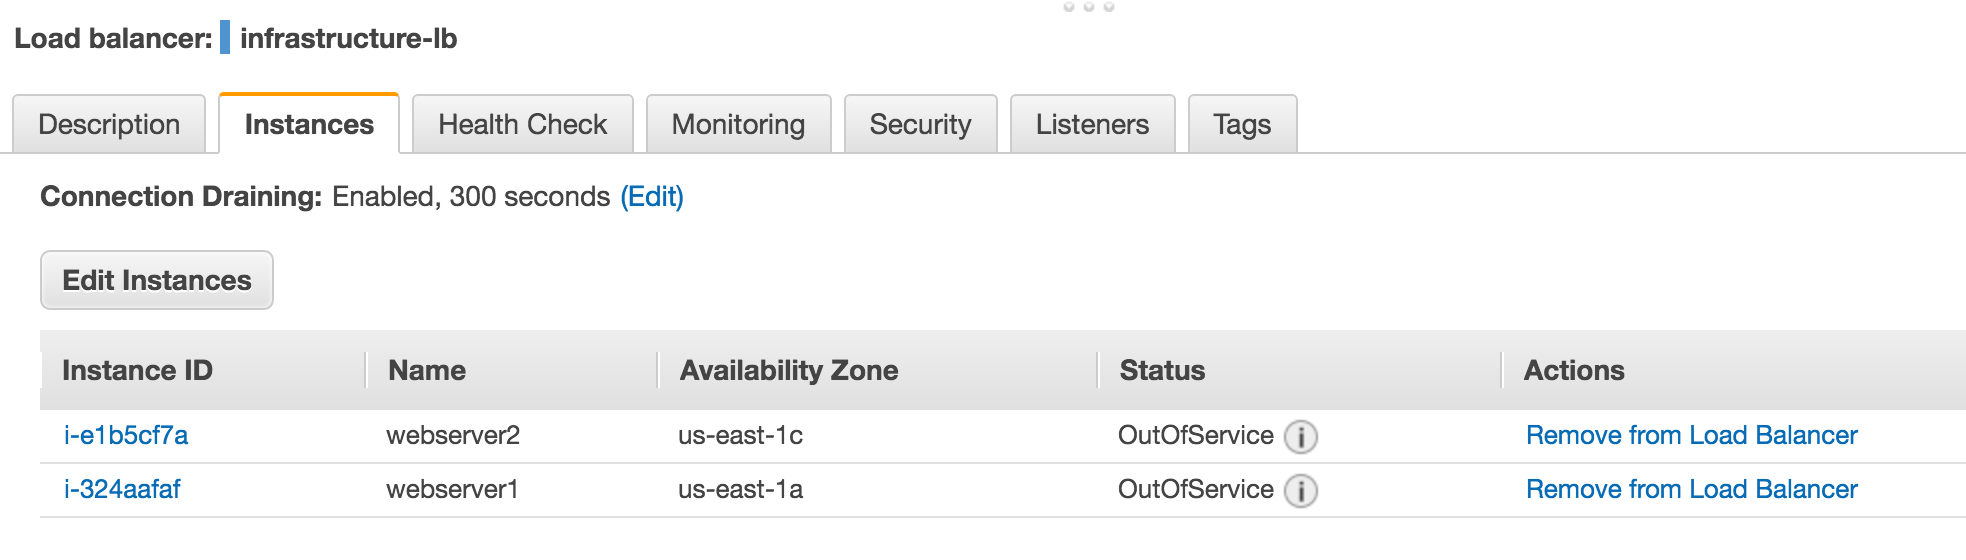 Load balancer: infrastructure-lb
Description Instances Health Check Monitoring Security Listeners Tags
Connection Draining: Enabled, 300 seconds (Edit)
Edit Instances
Instance ID Name Availability Zone Status Actions
i-e1b5cf7a webserver2 us-east-1c OutOfService i Remove from Load Balancer
i-324aafaf webserver1 us-east-1a OutOfService i Remove from Load Balancer